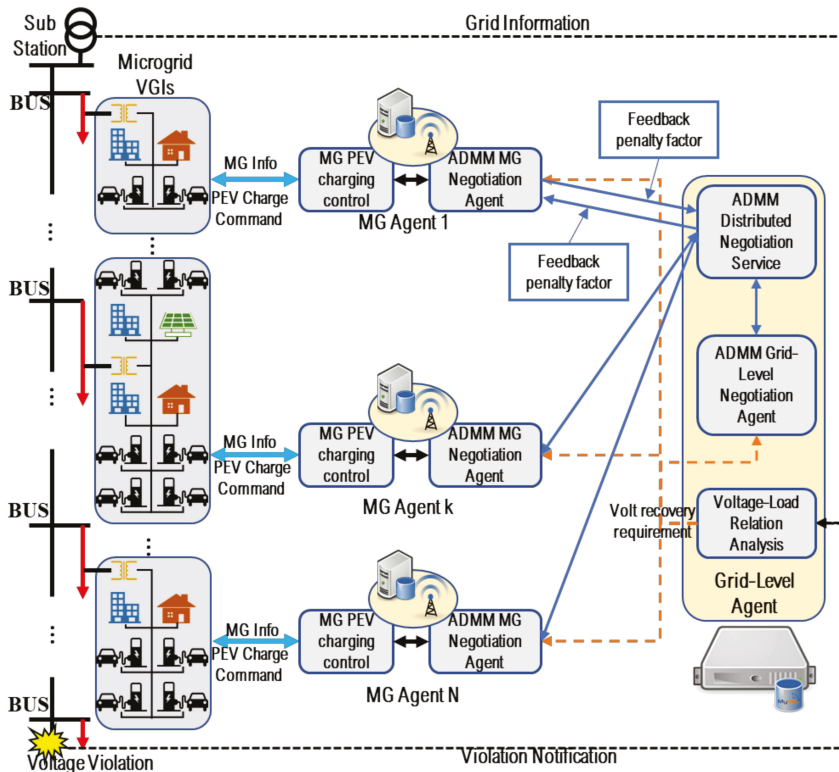 Sub
Station
Grid Information
Microgrid
VGIs
BUS
MG Info
PEV Charge
Command
MG PEV
charging
control
ADMM MG
Negotiation
Agent
MG Agent 1
Feedback
penalty factor
Feedback
penalty factor
ADMM
Distributed
Negotiation
Service
...
...
BUS
ADMM Grid-
Level
Negotiation
Agent
...
MG Info
PEV Charge
Command
MG PEV
charging
control
ADMM MG
Negotiation
Agent
MG Agent k
BUS
Volt recovery
requirement
Voltage-Load
Relation
Analysis
Grid-Level
Agent
...
MG Info
PEV Charge
Command
MG PEV
charging
control
ADMM MG
Negotiation
Agent
MG Agent N
...
BUS
Voltage Violation
Violation Notification